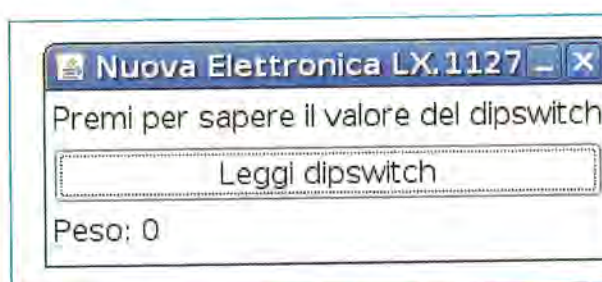 Nuova Elettronica LX.1127
Premi per sapere il valore del dipswitch
Leggi dipswitch
Peso: 0